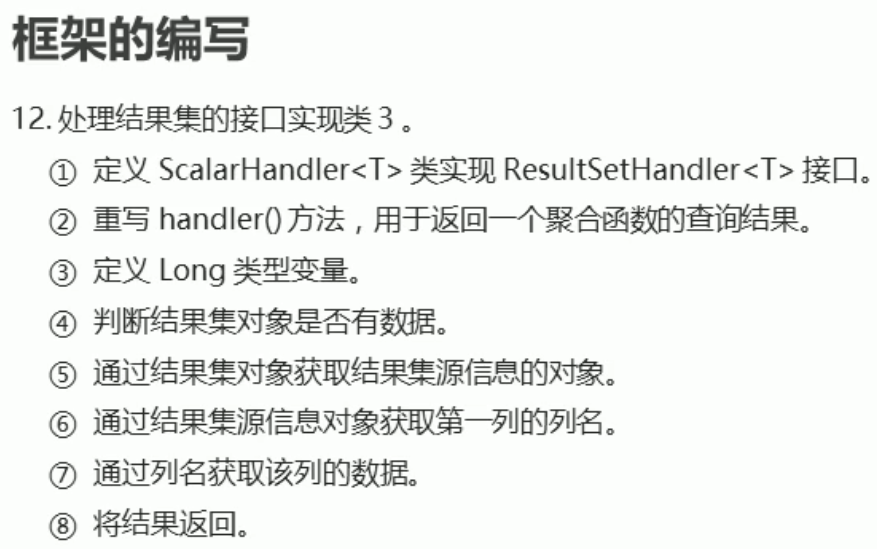 框架的编写
12. 处理结果集的接口实现类 3 。
① 定义 ScalarHandler<T> 类实现 ResultSetHandler<T> 接口。
② 重写 handler() 方法，用于返回一个聚合函数的查询结果。
③ 定义 Long 类型变量。
④ 判断结果集对象是否有数据。
⑤ 通过结果集对象获取结果集源信息的对象。
⑥ 通过结果集源信息对象获取第一列的列名。
⑦ 通过列名获取该列的数据。
⑧ 将结果返回。